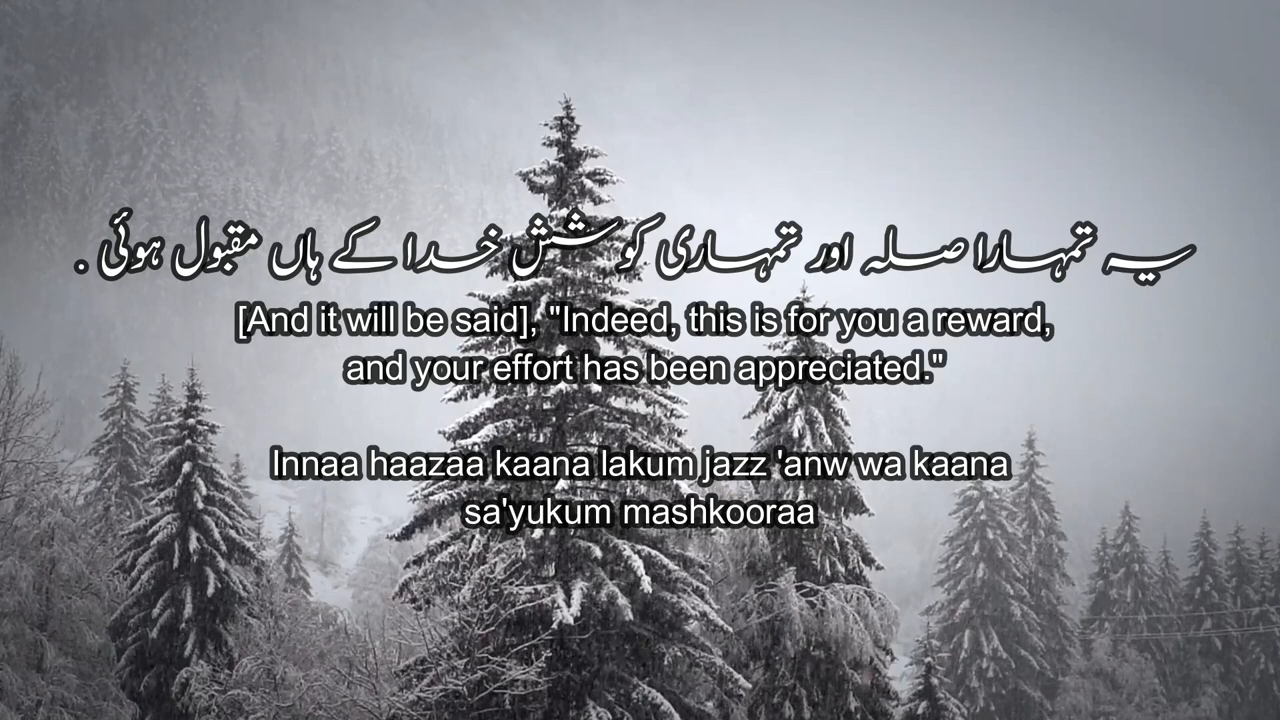 یہ تمہارا صلہ اور تمہاری کوشش خدا کے ہاں مقبول ہوئی .
[And it will be said], "Indeed, this is for you a reward,
and your effort has been appreciated."
Innaa haazaa kaana lakum jazz 'anw wa kaana
sa'yukum mashkooraa